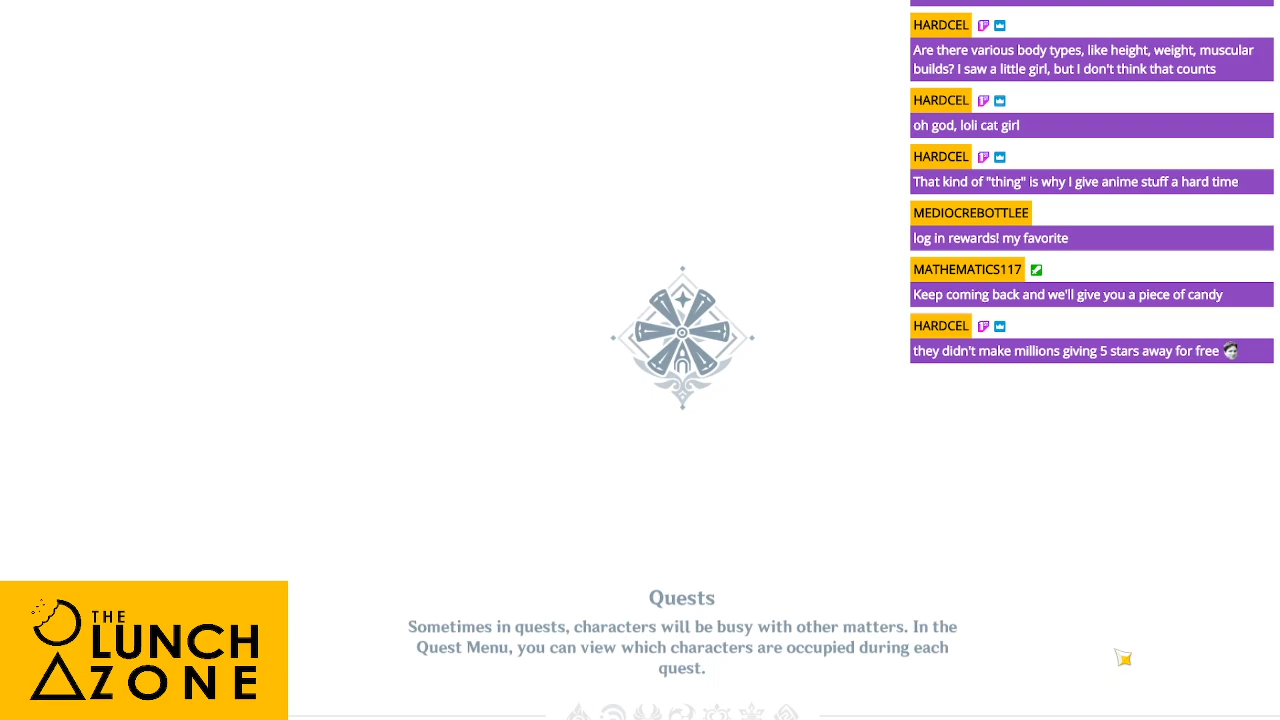 HARDCEL
Are there various body types, like height, weight, muscular
builds? I saw a little girl, but I don't think that counts
HARDCEL
oh god, loli cat girl
HARDCEL
That kind of "thing" is why I give anime stuff a hard time
MEDIOCREBOTTLEE
log in rewards! my favorite
MATHEMATICS117
Keep coming back and we'll give you a piece of candy
HARDCEL
they didn't make millions giving 5 stars away for free
THE
LUNCH
ZONE
Quests
Sometimes in quests, characters will be busy with other matters. In the
Quest Menu, you can view which characters are occupied during each
quest.